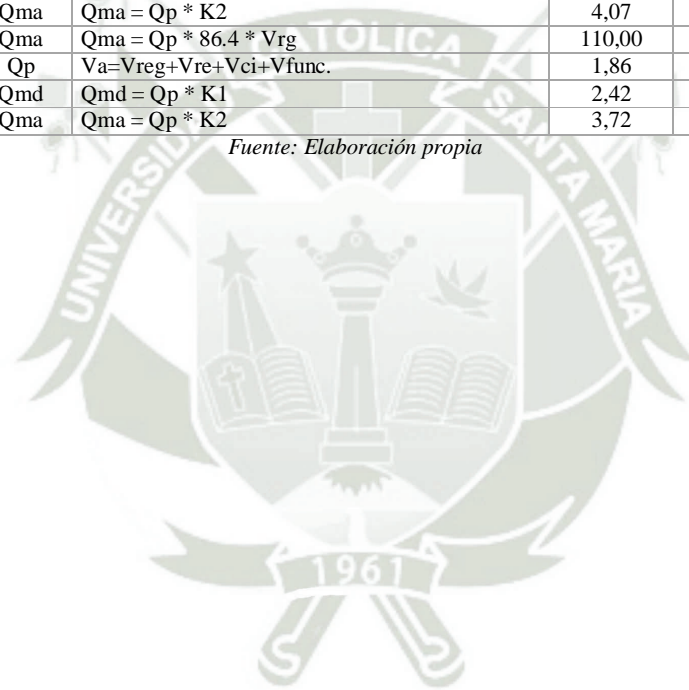 Qma Qma = Qp * K2 4,07
Qma Qma = Qp * 86.4 * Vrg 110,00
Qp Va=Vreg+Vre+Vci+Vfunc. 1,86
Qmd Qmd = Qp * K1 2,42
Qma Qma = Qp * K2 3,72
Fuente: Elaboración propia
CATOLICA
UNIVERSIDAD
SANTA MARIA
1961